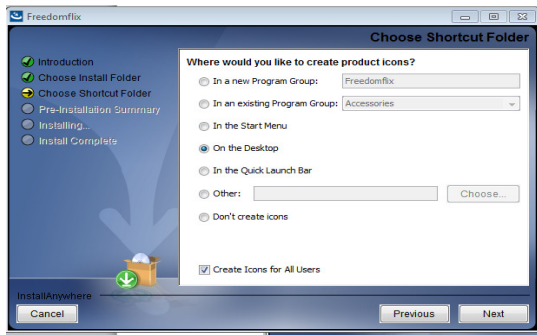 Freedomflix
Choose Shortcut Folder
Introduction
Choose Install Folder
Choose Shortcut Folder
Pre-Installation Summary
Installing...
Install Complete
Where would you like to create product icons?
In a new Program Group: Freedomflix
In an existing Program Group: Accessories
In the Start Menu
On the Desktop
In the Quick Launch Bar
Other: Choose...
Don't create icons
Create Icons for All Users
InstallAnywhere
Cancel Previous Next